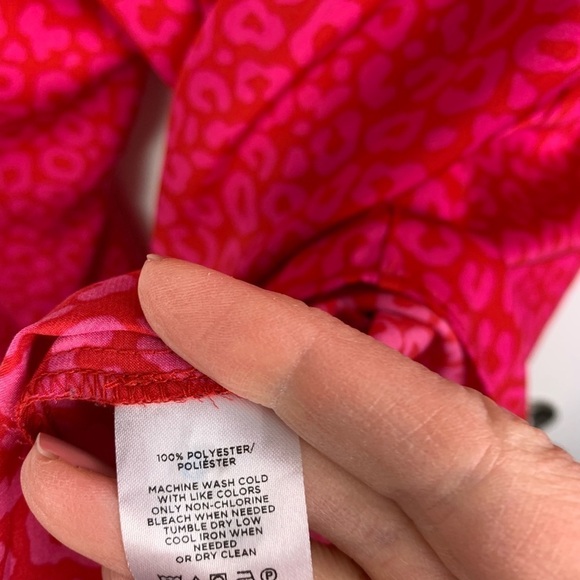 100% POLYESTER/
POLIÉSTER
MACHINE WASH COLD
WITH LIKE COLORS
ONLY NON-CHLORINE
BLEACH WHEN NEEDED
TUMBLE DRY LOW
COOL IRON WHEN
NEEDED
OR DRY CLEAN